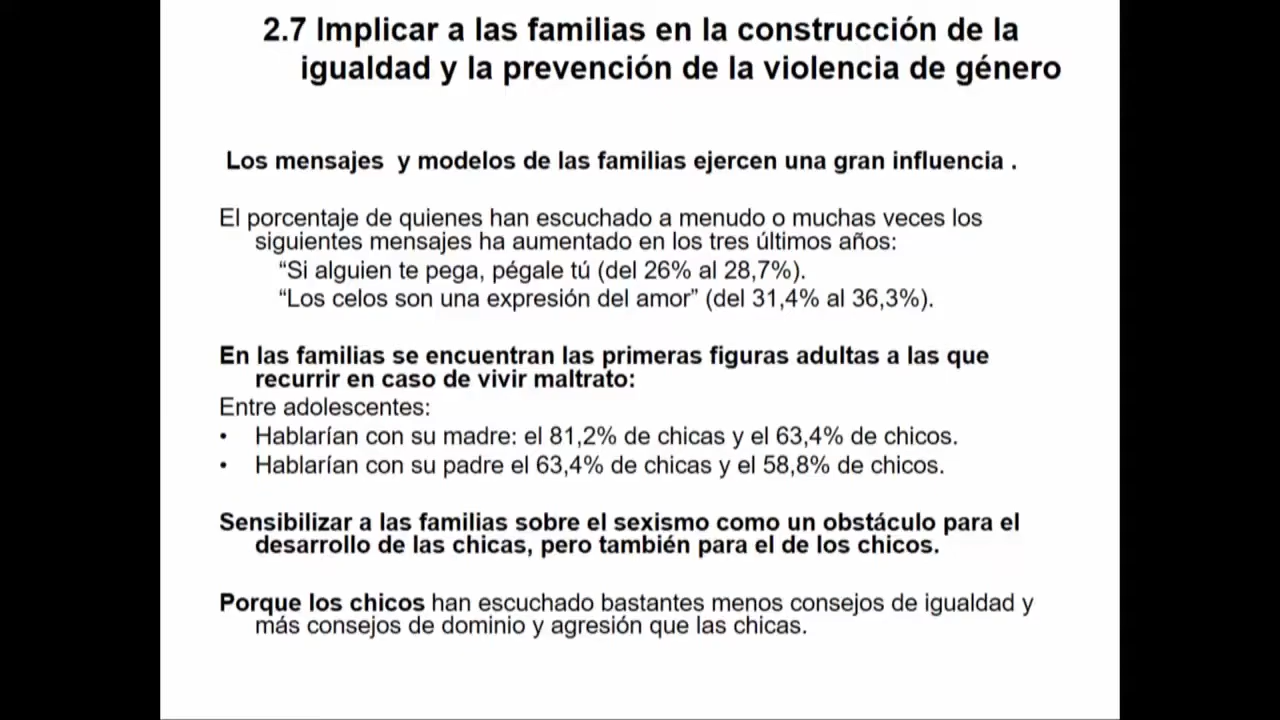 2.7 Implicar a las familias en la construcción de la
igualdad y la prevención de la violencia de género
Los mensajes y modelos de las familias ejercen una gran influencia .
El porcentaje de quienes han escuchado a menudo o muchas veces los
siguientes mensajes ha aumentado en los tres últimos años:
“Si alguien te pega, pégale tú (del 26% al 28,7%).
“Los celos son una expresión del amor” (del 31,4% al 36,3%).
En las familias se encuentran las primeras figuras adultas a las que
recurrir en caso de vivir maltrato:
Entre adolescentes:
• Hablarían con su madre: el 81,2% de chicas y el 63,4% de chicos.
• Hablarían con su padre el 63,4% de chicas y el 58,8% de chicos.
Sensibilizar a las familias sobre el sexismo como un obstáculo para el
desarrollo de las chicas, pero también para el de los chicos.
Porque los chicos han escuchado bastantes menos consejos de igualdad y
más consejos de dominio y agresión que las chicas.